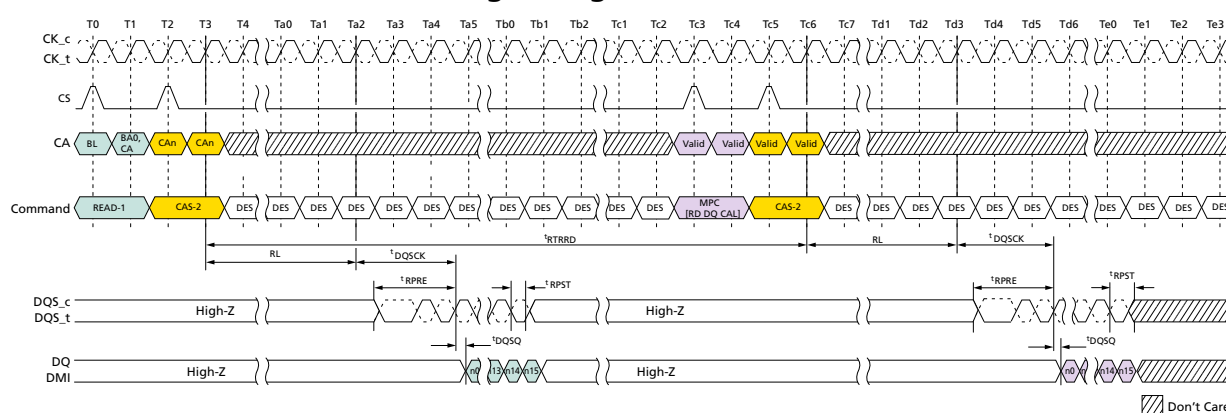 T0 T1 T2 T3 T4 Ta0 Ta1 Ta2 Ta3 Ta4 Ta5 Tb0 Tb1 Tb2 Tc1 Tc2 Tc3 Tc4 Tc5 Tc6 Tc7 Td1 Td2 Td3 Td4 Td5 Td6 Te0 Te1 Te2 Te3
CK_c
CK_t
CS
CA BL BA0, CA CAn CAn Valid Valid Valid Valid
Command READ-1 CAS-2 DES DES DES DES DES DES DES DES DES DES DES DES MPC [RD DQ CAL] CAS-2 DES DES DES DES DES DES DES DES DES DES DES
tRTRRD
RL tDQSCK RL tDQSCK
tRPRE tRPST tRPRE tRPST
DQS_c
DQS_t
High-Z High-Z
tDQSQ tDQSQ
DQ
DMI
High-Z n0 n13 n14 n15 High-Z n0 n14 n15
Don't Care